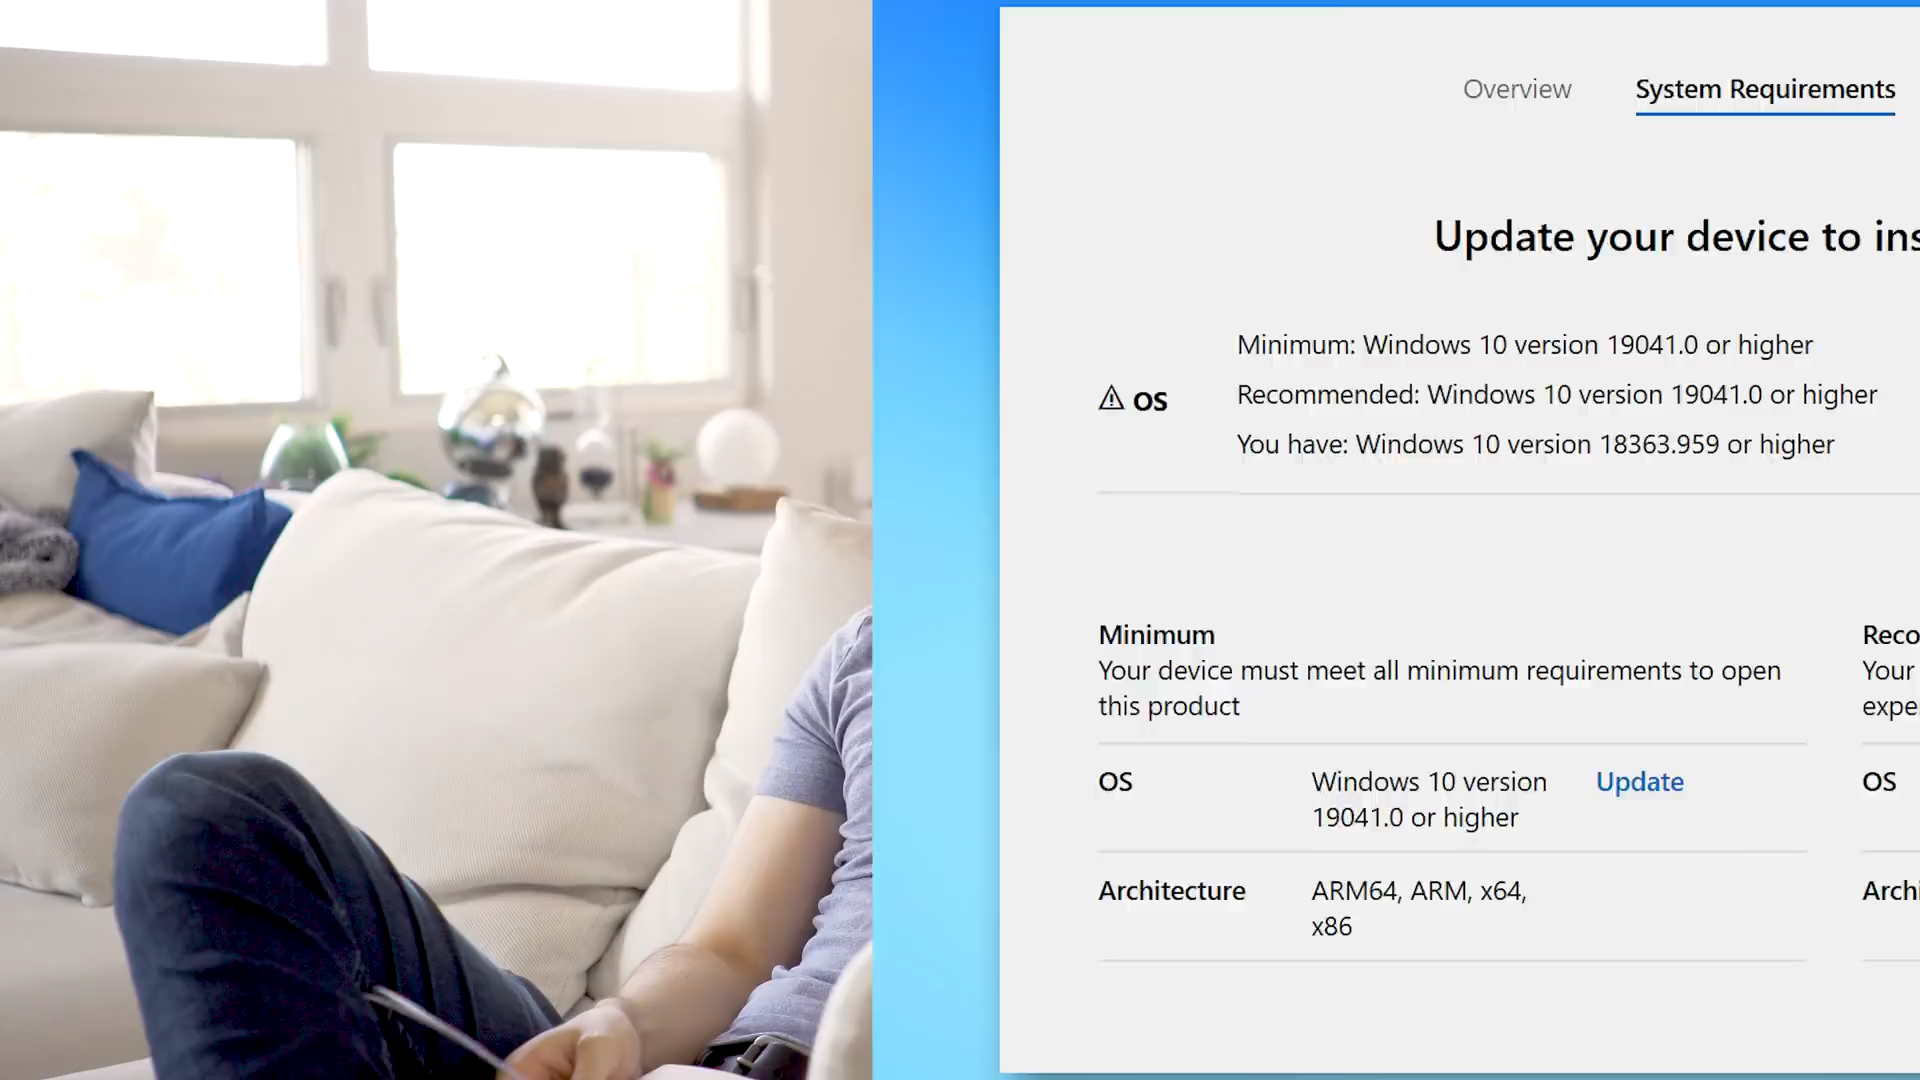 Overview System Requirements
Update your device to ins
Minimum: Windows 10 version 19041.0 or higher
⚠ OS
Recommended: Windows 10 version 19041.0 or higher
You have: Windows 10 version 18363.959 or higher
Minimum
Your device must meet all minimum requirements to open
this product
OS Windows 10 version Update
19041.0 or higher
Architecture ARM64, ARM, x64,
x86
Reco
Your
expe
OS
Archi